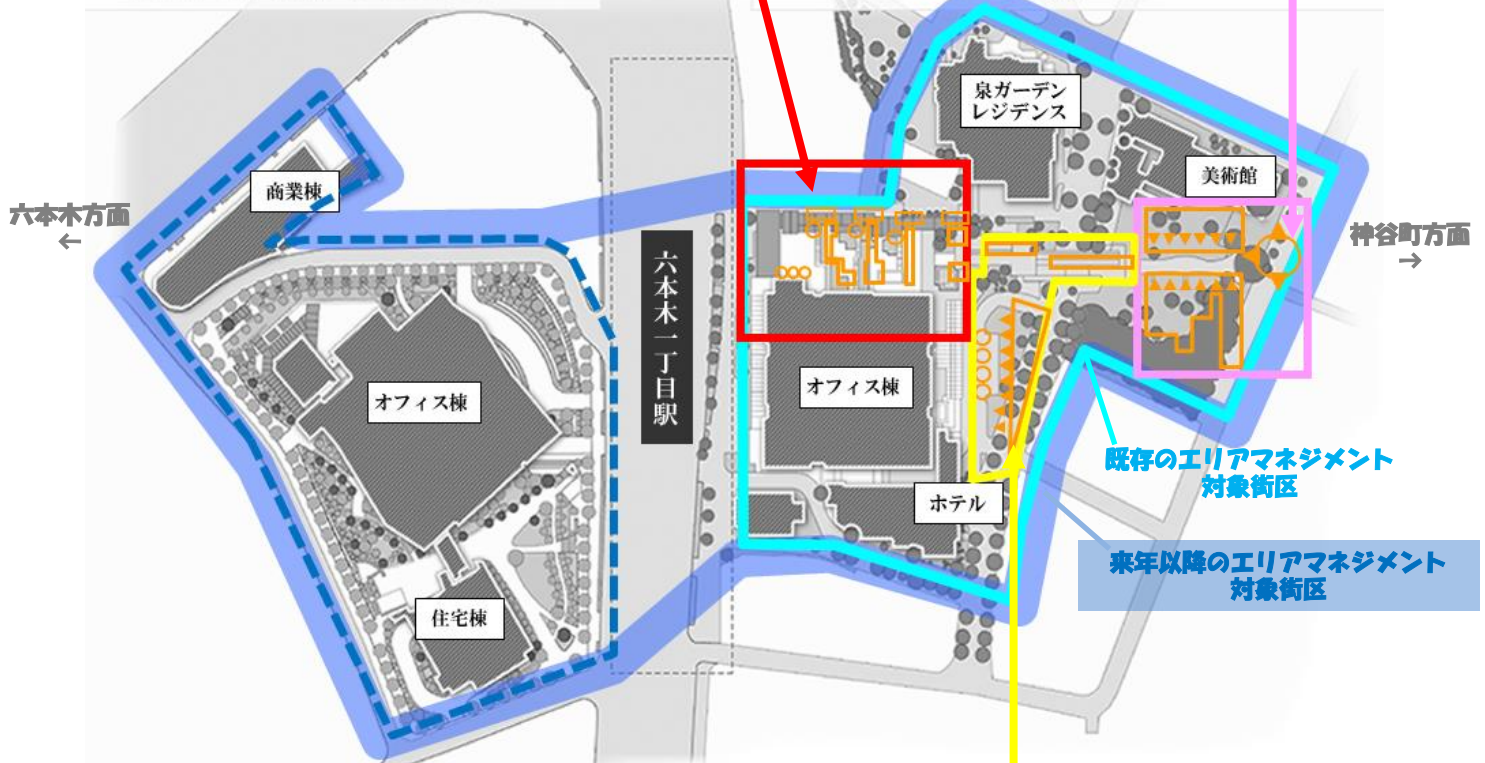 泉ガーデン
レジデンス
美術館
商業棟
六本木方面
←
神谷町方面
→
六本木一丁目駅
オフィス棟
オフィス棟
既存のエリアマネジメント
対象街区
ホテル
来年以降のエリアマネジメント
対象街区
住宅棟